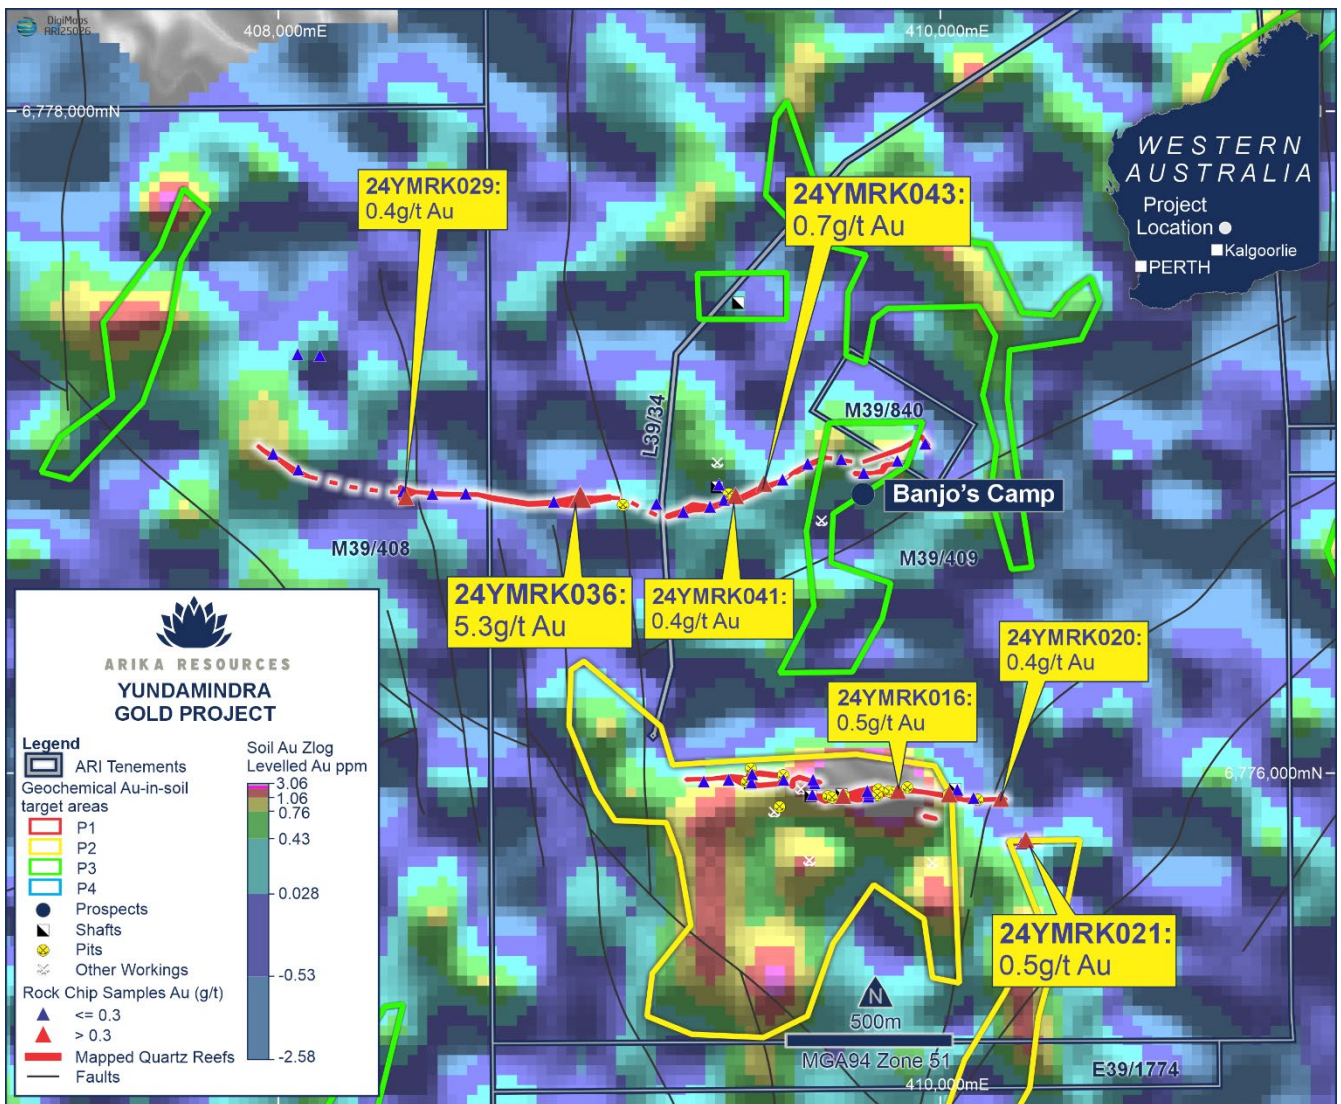 DigiMaps
ARI25026
408,000mE
410,000mE
6,778,000mN
WESTERN
AUSTRALIA
Project
Location
Kalgoorlie
PERTH
24YMRK029:
0.4g/t Au
24YMRK043:
0.7g/t Au
L39/34
M39/840
Banjo's Camp
M39/408
M39/409
24YMRK036:
5.3g/t Au
24YMRK041:
0.4g/t Au
24YMRK020:
0.4g/t Au
24YMRK016:
0.5g/t Au
6,776,000mN
24YMRK021:
0.5g/t Au
N
500m
MGA94 Zone 51
410,000mE
E39/1774
ARIKA RESOURCES
YUNDAMINDRA
GOLD PROJECT
Legend
ARI Tenements
Geochemical Au-in-soil
target areas
P1
P2
P3
P4
Prospects
Shafts
Pits
Other Workings
Rock Chip Samples Au (g/t)
<= 0.3
> 0.3
Mapped Quartz Reefs
Faults
Soil Au Zlog
Levelled Au ppm
3.06
1.06
0.76
0.43
0.028
-0.53
-2.58